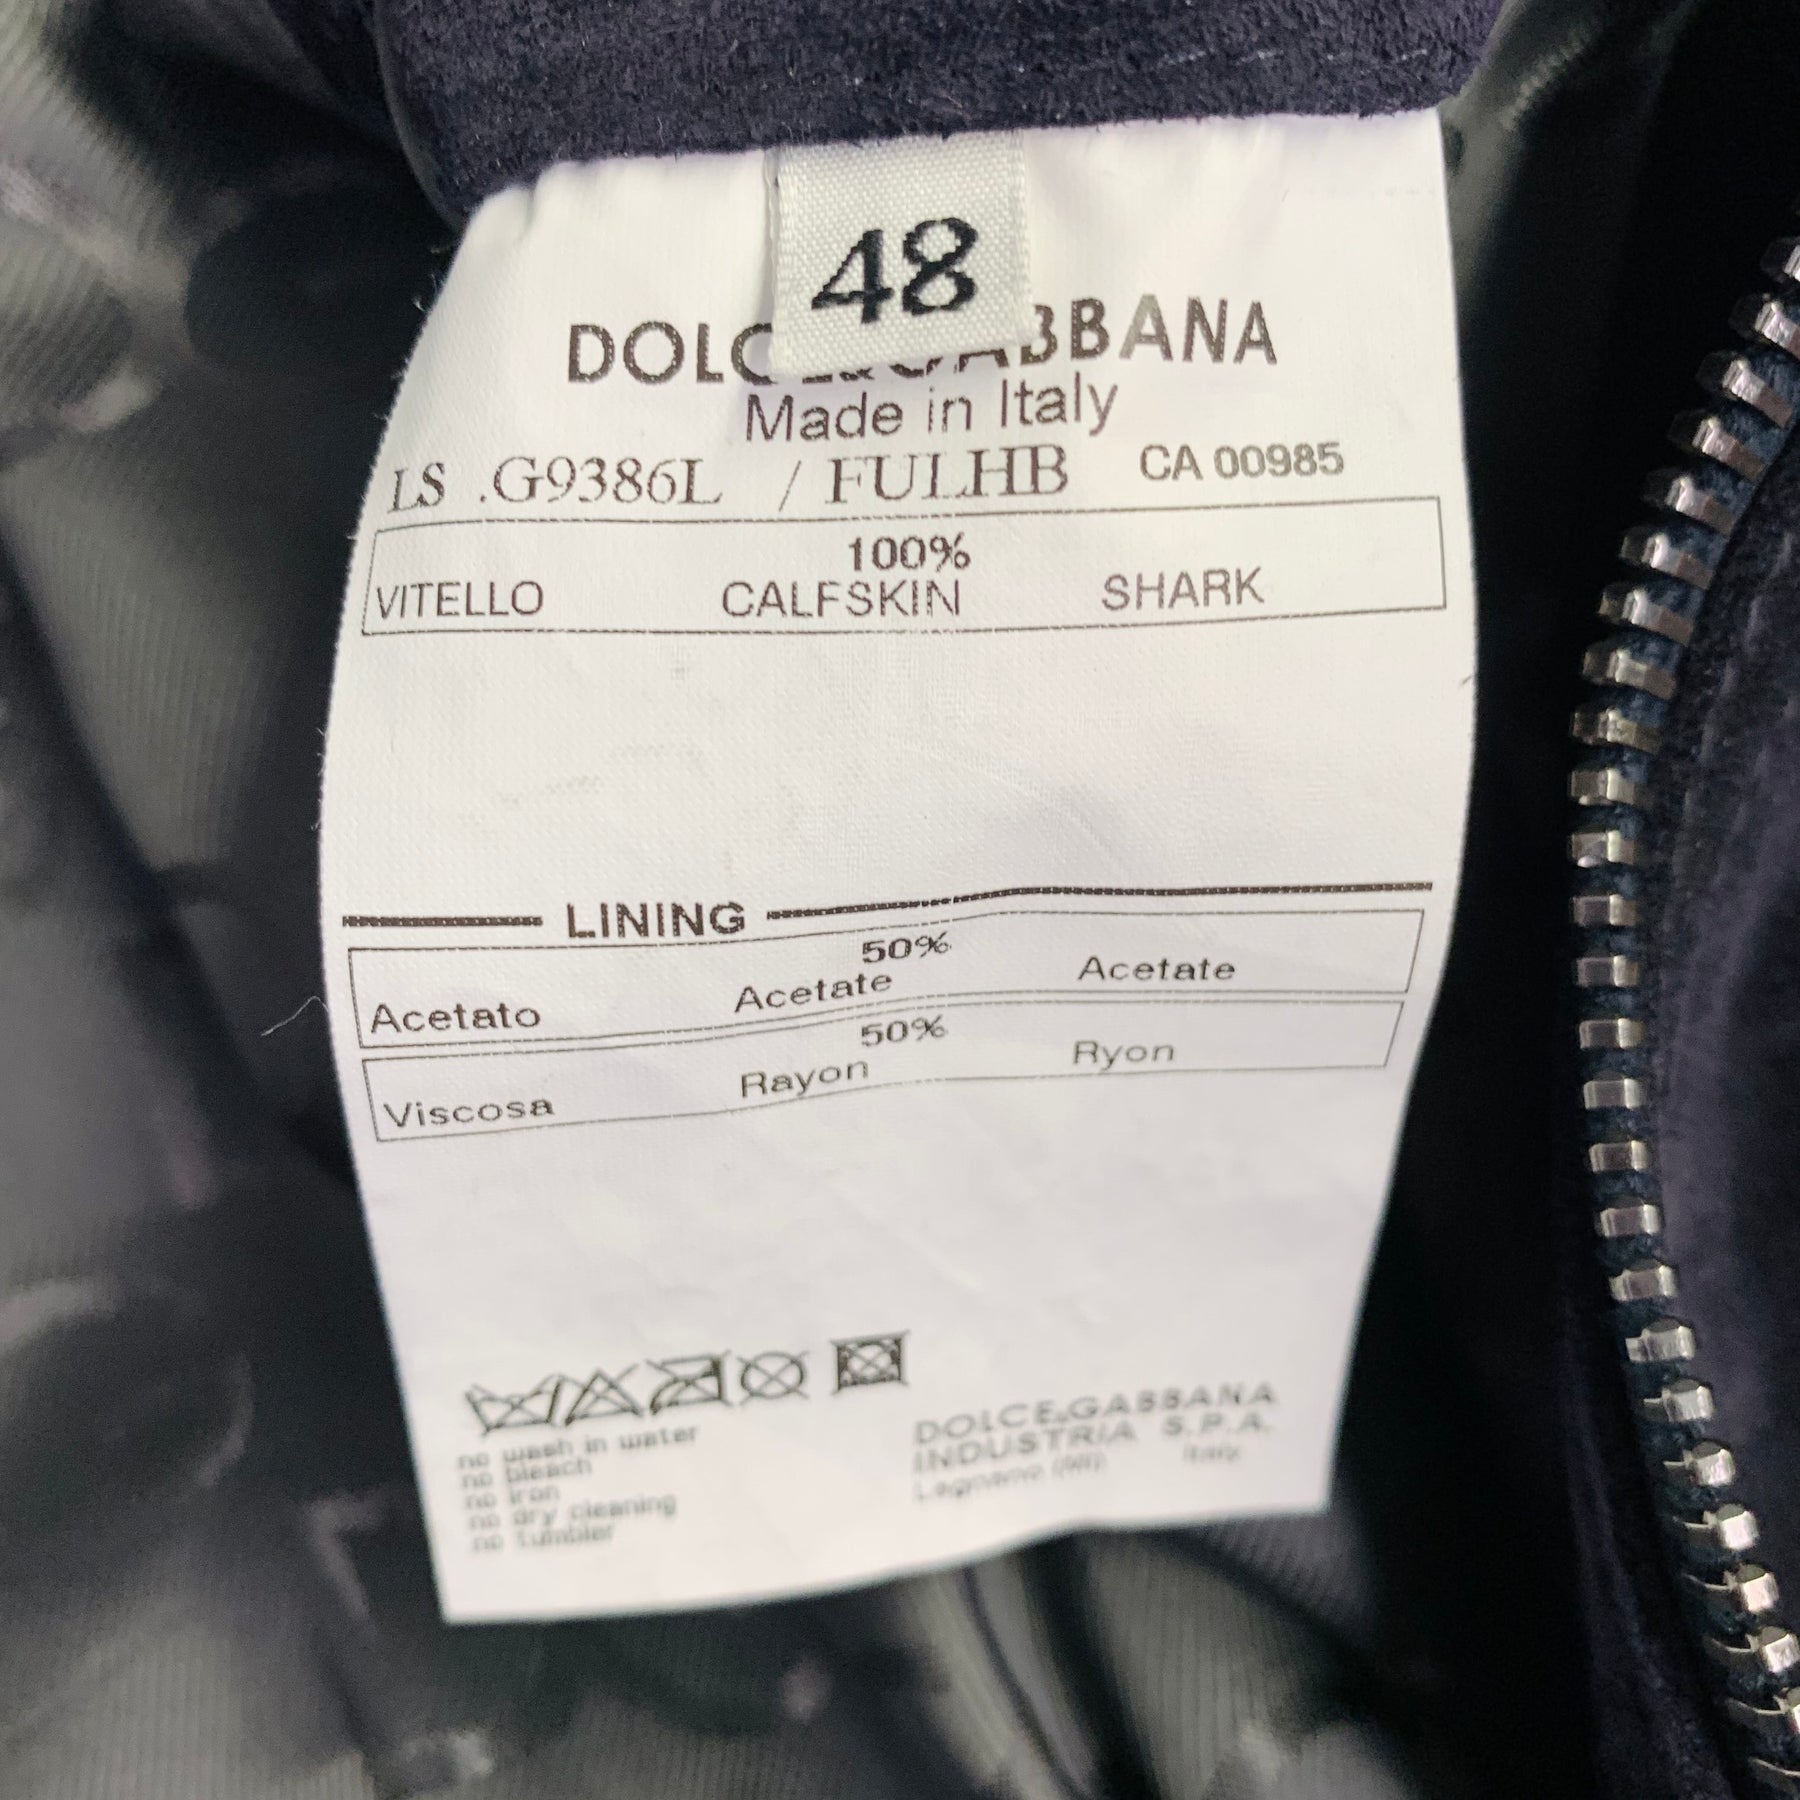 48
DOLCE&GABBANA
Made in Italy
LS .G9386L / FULHB CA 00985
100%
VITELLO CALFSKIN SHARK
LINING
50%
Acetato Acetate Acetate
50%
Viscosa Rayon Ryon
no wash in water
no bleach
no iron
no dry cleaning
no tumbler
DOLCE&GABBANA
INDUSTRIA S.P.A.
Legnano (MI) Italy